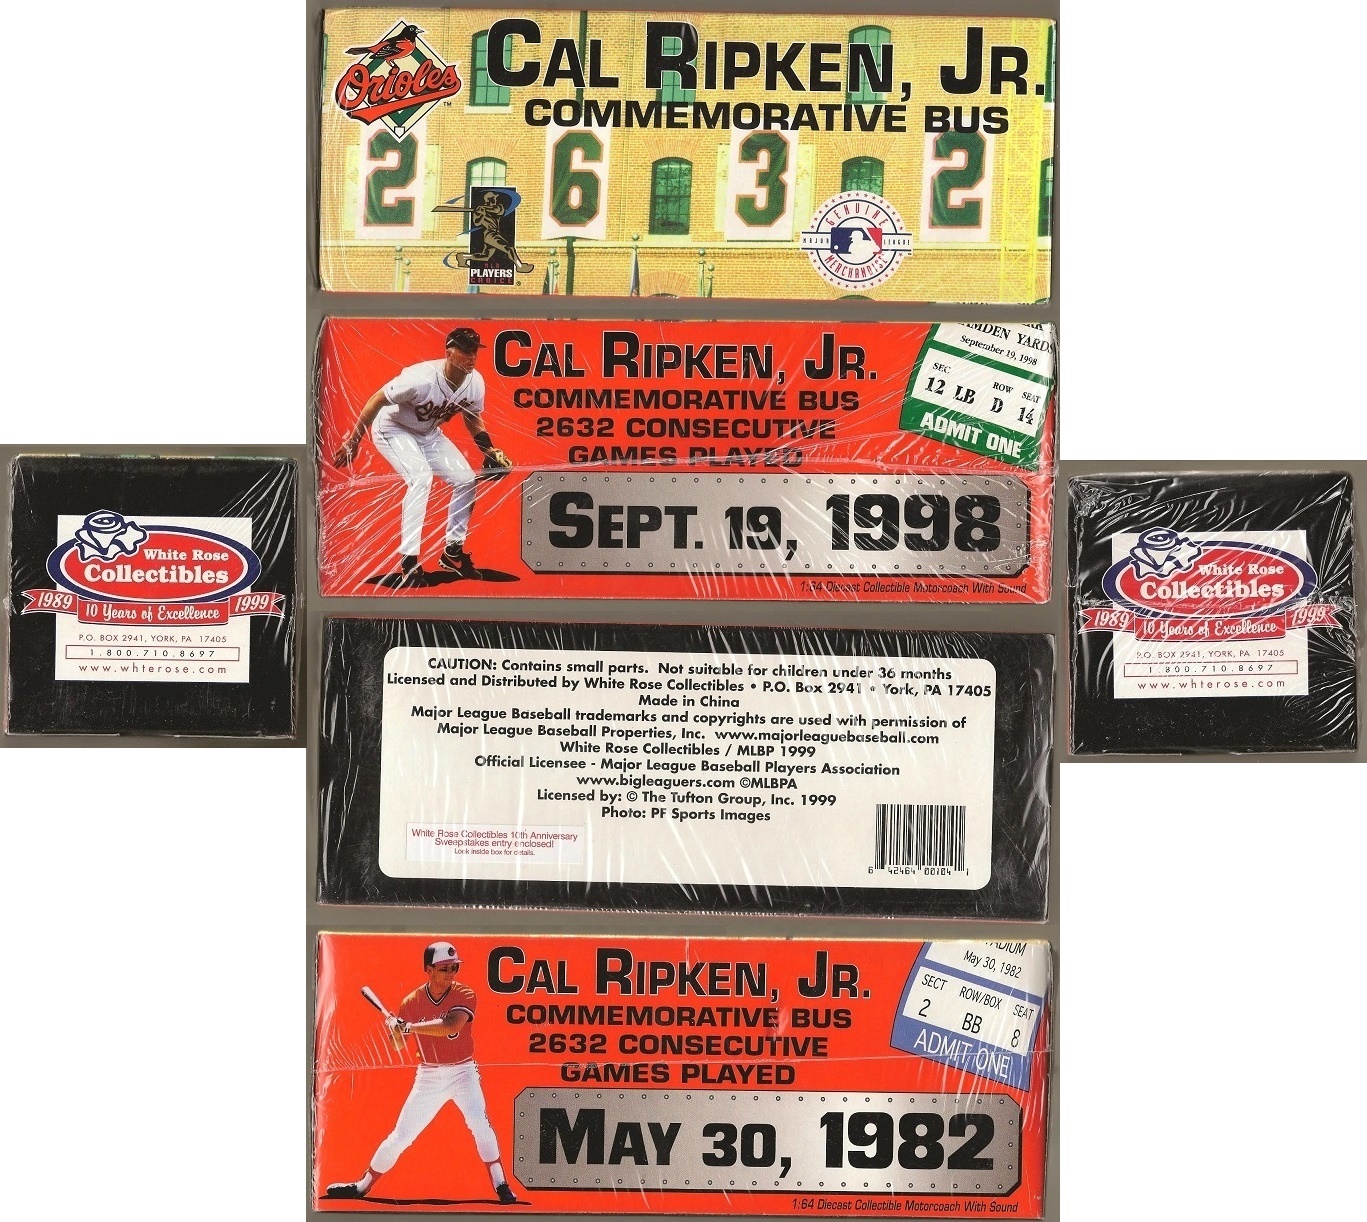 Orioles
TM
CAL RIPKEN, JR.
COMMEMORATIVE BUS
2 6 3 2
MLB
PLAYERS
CHOICE
®
GENUINE
MAJOR LEAGUE
MERCHANDISE
CAL RIPKEN, JR.
COMMEMORATIVE BUS
2632 CONSECUTIVE
GAMES PLAYED
SEPT. 19, 1998
1:64 Diecast Collectible Motorcoach With Sound
YARDS
September 19, 1998
SEC ROW SEAT
12 LB D 14
ADMIT ONE
White Rose
Collectibles
1989 10 Years of Excellence 1999
P.O. BOX 2941, YORK, PA 17405
1.800.710.8697
www.whterose.com
White Rose
Collectibles
1989 10 Years of Excellence 1999
P.O. BOX 2941, YORK, PA 17405
1.800.710.8697
www.whterose.com
CAUTION: Contains small parts. Not suitable for children under 36 months
Licensed and Distributed by White Rose Collectibles • P.O. Box 2941 • York, PA 17405
Made in China
Major League Baseball trademarks and copyrights are used with permission of
Major League Baseball Properties, Inc. www.majorleaguebaseball.com
White Rose Collectibles / MLBP 1999
Official Licensee - Major League Baseball Players Association
www.bigleaguers.com ©MLBPA
Licensed by: © The Tufton Group, Inc. 1999
Photo: PF Sports Images
White Rose Collectibles 10th Anniversary
Sweepstakes entry enclosed!
Look inside box for details.
6 42464 00704 1
CAL RIPKEN, JR.
COMMEMORATIVE BUS
2632 CONSECUTIVE
GAMES PLAYED
MAY 30, 1982
1:64 Diecast Collectible Motorcoach With Sound
May 30, 1982
SECT ROW/BOX SEAT
2 BB 8
ADMIT ONE